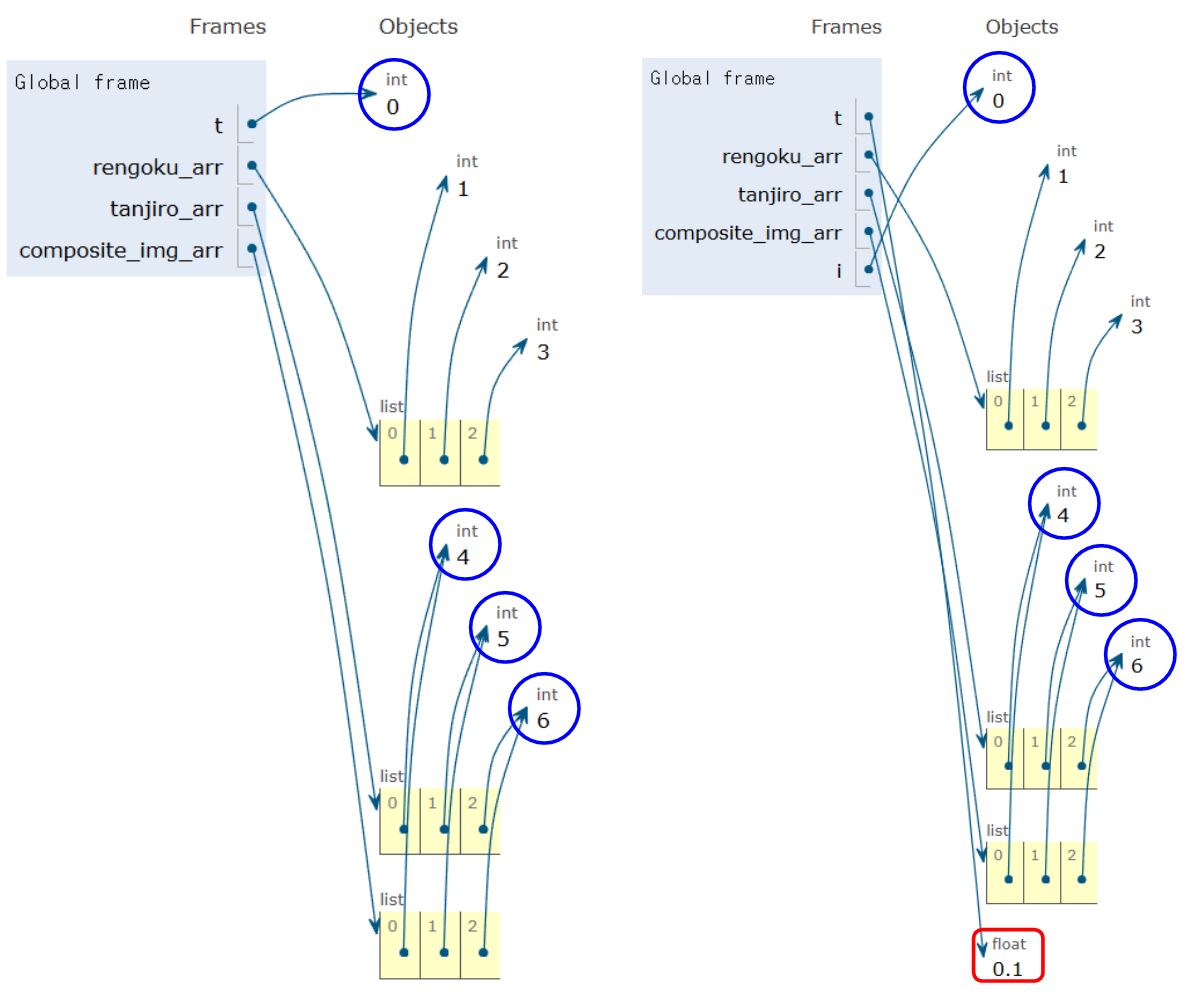 Frames Objects
Global frame
t
rengoku_arr
tanjiro_arr
composite_img_arr
int
0
int
1
int
2
int
3
list
0 1 2
int
4
int
5
int
6
list
0 1 2
list
0 1 2
Frames Objects
Global frame
t
rengoku_arr
tanjiro_arr
composite_img_arr
i
int
0
int
1
int
2
int
3
list
0 1 2
int
4
int
5
int
6
list
0 1 2
list
0 1 2
float
0.1